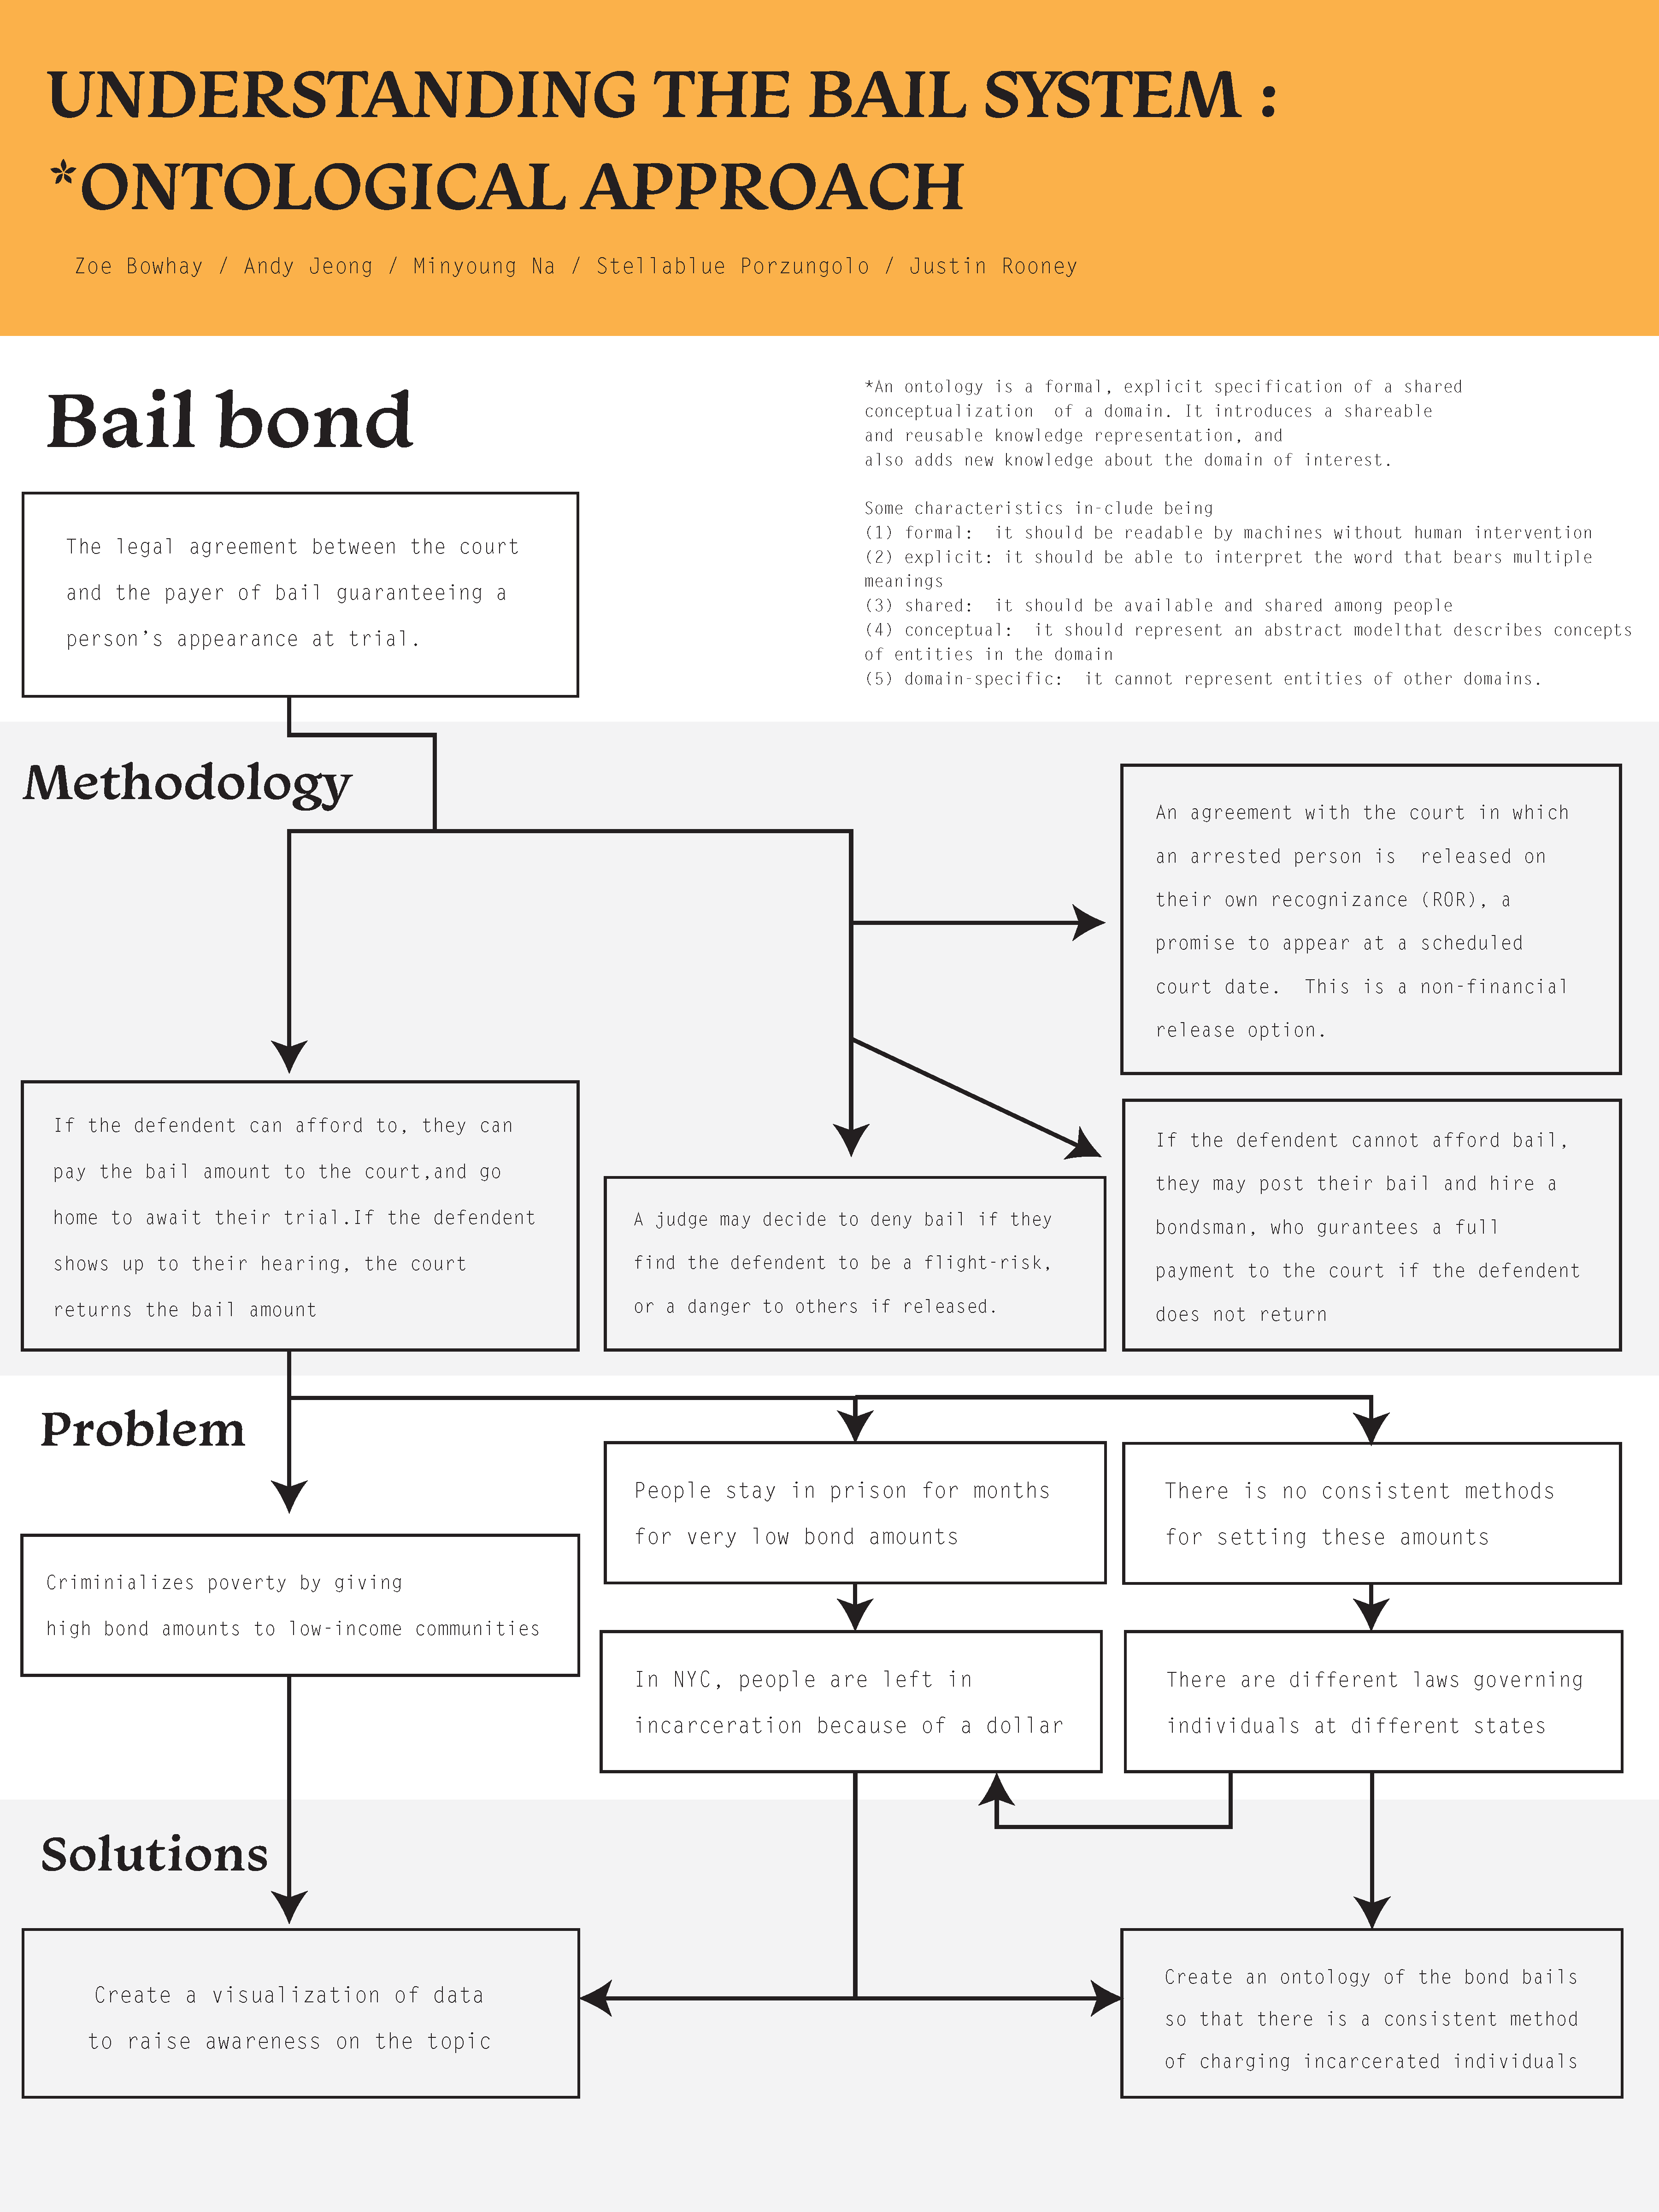 UNDERSTANDING THE BAIL SYSTEM :
*ONTOLOGICAL APPROACH
Zoe Bowhay / Andy Jeong / Minyoung Na / Stellablue Porzungolo / Justin Rooney
Bail bond
The legal agreement between the court
and the payer of bail guaranteeing a
person's appearance at trial.
*An ontology is a formal, explicit specification of a shared
conceptualization  of a domain. It introduces a shareable
and reusable knowledge representation, and
also adds new knowledge about the domain of interest.
Some characteristics in-clude being
(1) formal:  it should be readable by machines without human intervention
(2) explicit: it should be able to interpret the word that bears multiple
meanings
(3) shared:  it should be available and shared among people
(4) conceptual:  it should represent an abstract modelthat describes concepts
of entities in the domain
(5) domain-specific:  it cannot represent entities of other domains.
Methodology
An agreement with the court in which
an arrested person is  released on
their own recognizance (ROR), a
promise to appear at a scheduled
court date.  This is a non-financial
release option.
If the defendent can afford to, they can
pay the bail amount to the court,and go
home to await their trial.If the defendent
shows up to their hearing, the court
returns the bail amount
A judge may decide to deny bail if they
find the defendent to be a flight-risk,
or a danger to others if released.
If the defendent cannot afford bail,
they may post their bail and hire a
bondsman, who gurantees a full
payment to the court if the defendent
does not return
Problem
Criminializes poverty by giving
high bond amounts to low-income communities
People stay in prison for months
for very low bond amounts
There is no consistent methods
for setting these amounts
In NYC, people are left in
incarceration because of a dollar
There are different laws governing
individuals at different states
Solutions
Create a visualization of data
to raise awareness on the topic
Create an ontology of the bond bails
so that there is a consistent method
of charging incarcerated individuals